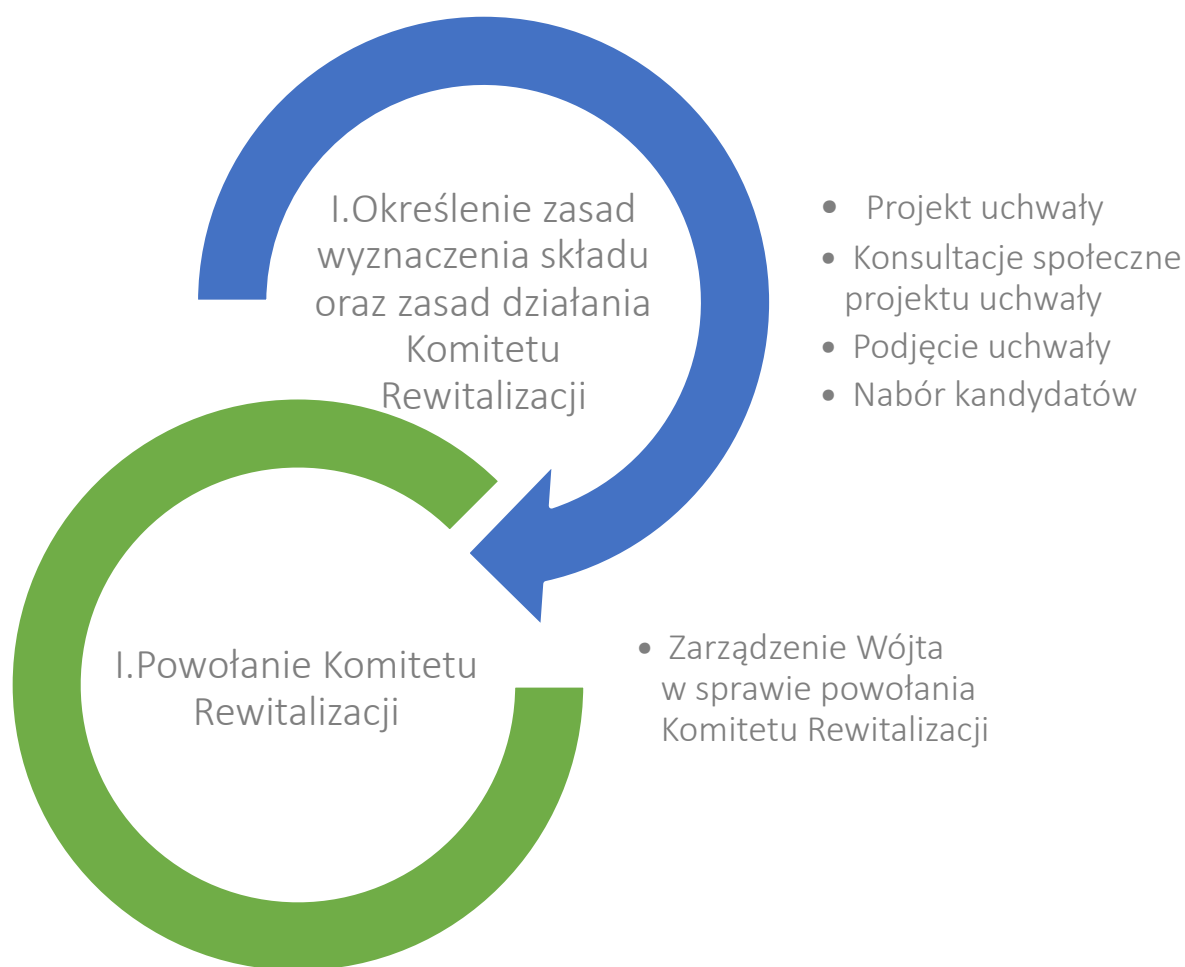 I.Określenie zasad
wyznaczenia składu
oraz zasad działania
Komitetu
Rewitalizacji
• Projekt uchwały
• Konsultacje społeczne
projektu uchwały
• Podjęcie uchwały
• Nabór kandydatów
I.Powołanie Komitetu
Rewitalizacji
• Zarządzenie Wójta
w sprawie powołania
Komitetu Rewitalizacji